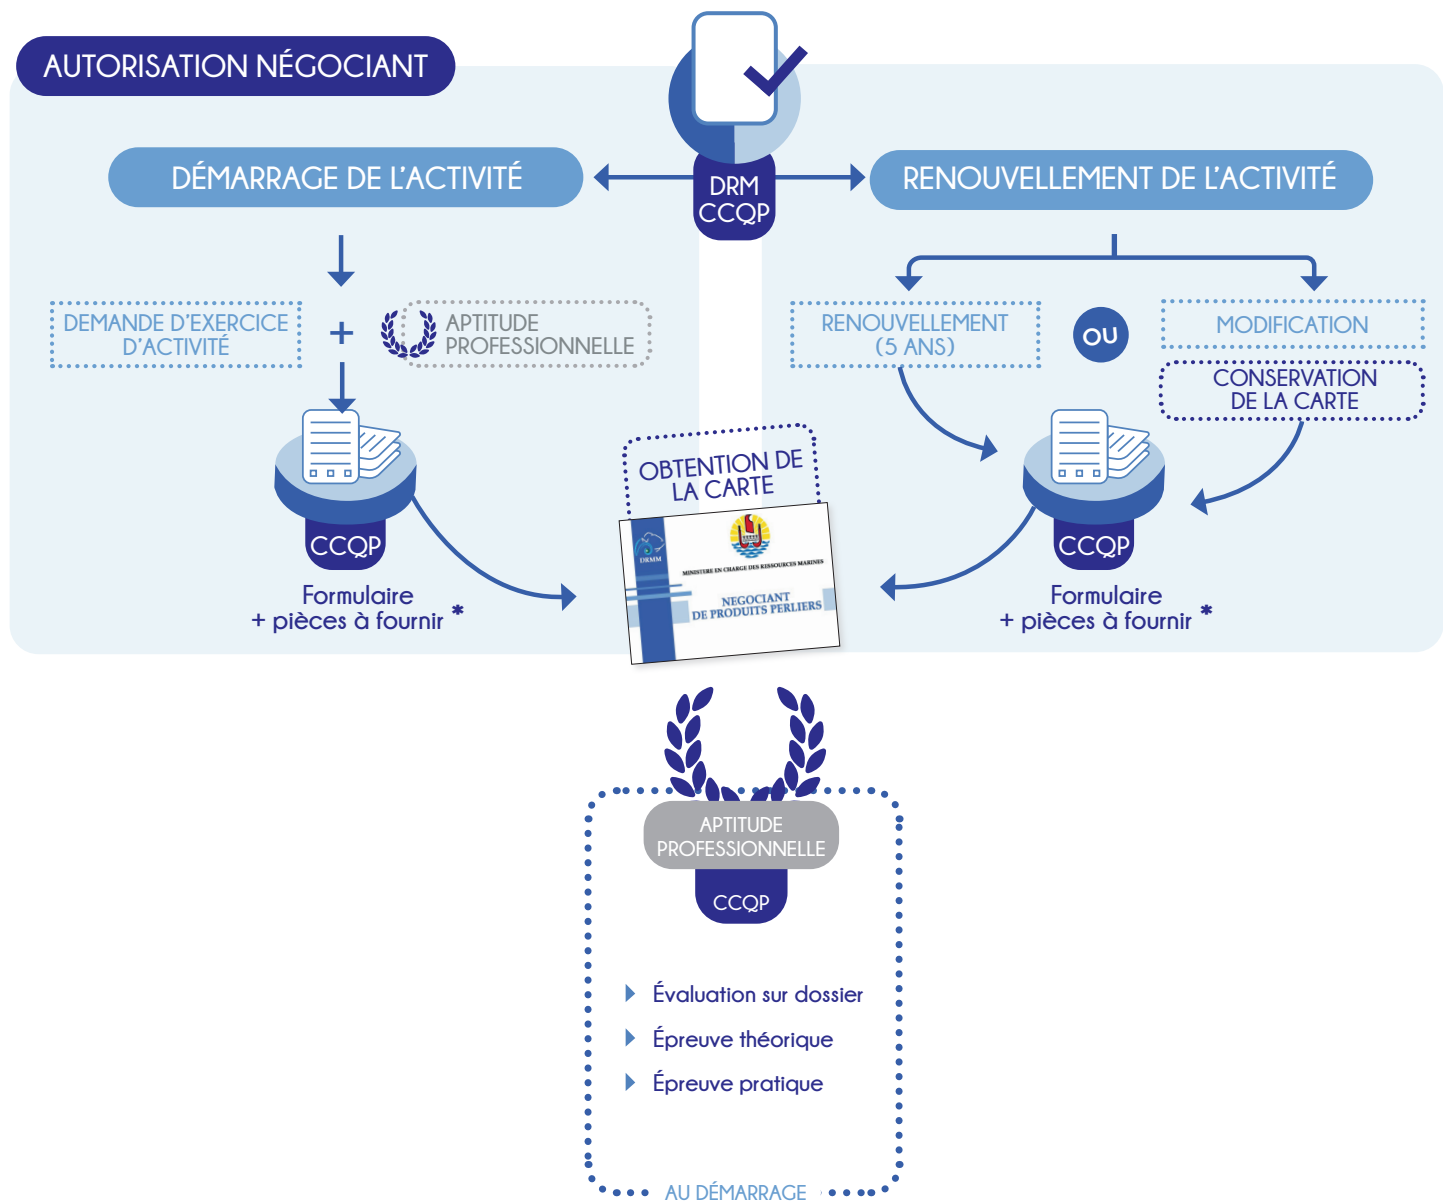 AUTORISATION NÉGOCIANT
DRM
CCQP
DÉMARRAGE DE L'ACTIVITÉ
DEMANDE D'EXERCICE
D'ACTIVITÉ
+
APTITUDE
PROFESSIONNELLE
CCQP
Formulaire
+ pièces à fournir *
RENOUVELLEMENT DE L'ACTIVITÉ
RENOUVELLEMENT
(5 ANS)
OU
MODIFICATION
CONSERVATION
DE LA CARTE
CCQP
Formulaire
+ pièces à fournir *
OBTENTION DE
LA CARTE
DRMM
MINISTERE EN CHARGE DES RESSOURCES MARINES
NEGOCIANT
DE PRODUITS PERLIERS
APTITUDE
PROFESSIONNELLE
CCQP
Évaluation sur dossier
Épreuve théorique
Épreuve pratique
AU DÉMARRAGE